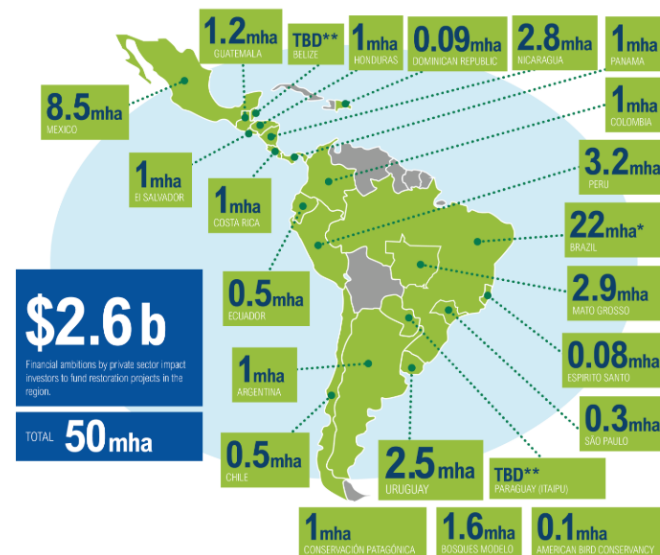 1.2mha
GUATEMALA
TBD**
BELIZE
1mha
HONDURAS
0.09mha
DOMINICAN REPUBLIC
2.8mha
NICARAGUA
1mha
PANAMA
8.5mha
MEXICO
1mha
COLOMBIA
1mha
El SALVADOR
1mha
COSTA RICA
3.2mha
PERU
22mha*
BRAZIL
0.5mha
ECUADOR
2.9mha
MATO GROSSO
$2.6 b
Financial ambitions by private sector impact
investors to fund restoration projects in the
region.
1mha
ARGENTINA
0.08mha
ESPIRITO SANTO
TOTAL 50mha
0.5mha
CHILE
2.5mha
URUGUAY
TBD**
PARAGUAY (ITAIPU)
0.3mha
SÃO PAULO
1mha
CONSERVACIÓN PATAGÓNICA
1.6mha
BOSQUES MODELO
0.1mha
AMERICAN BIRD CONSERVANCY